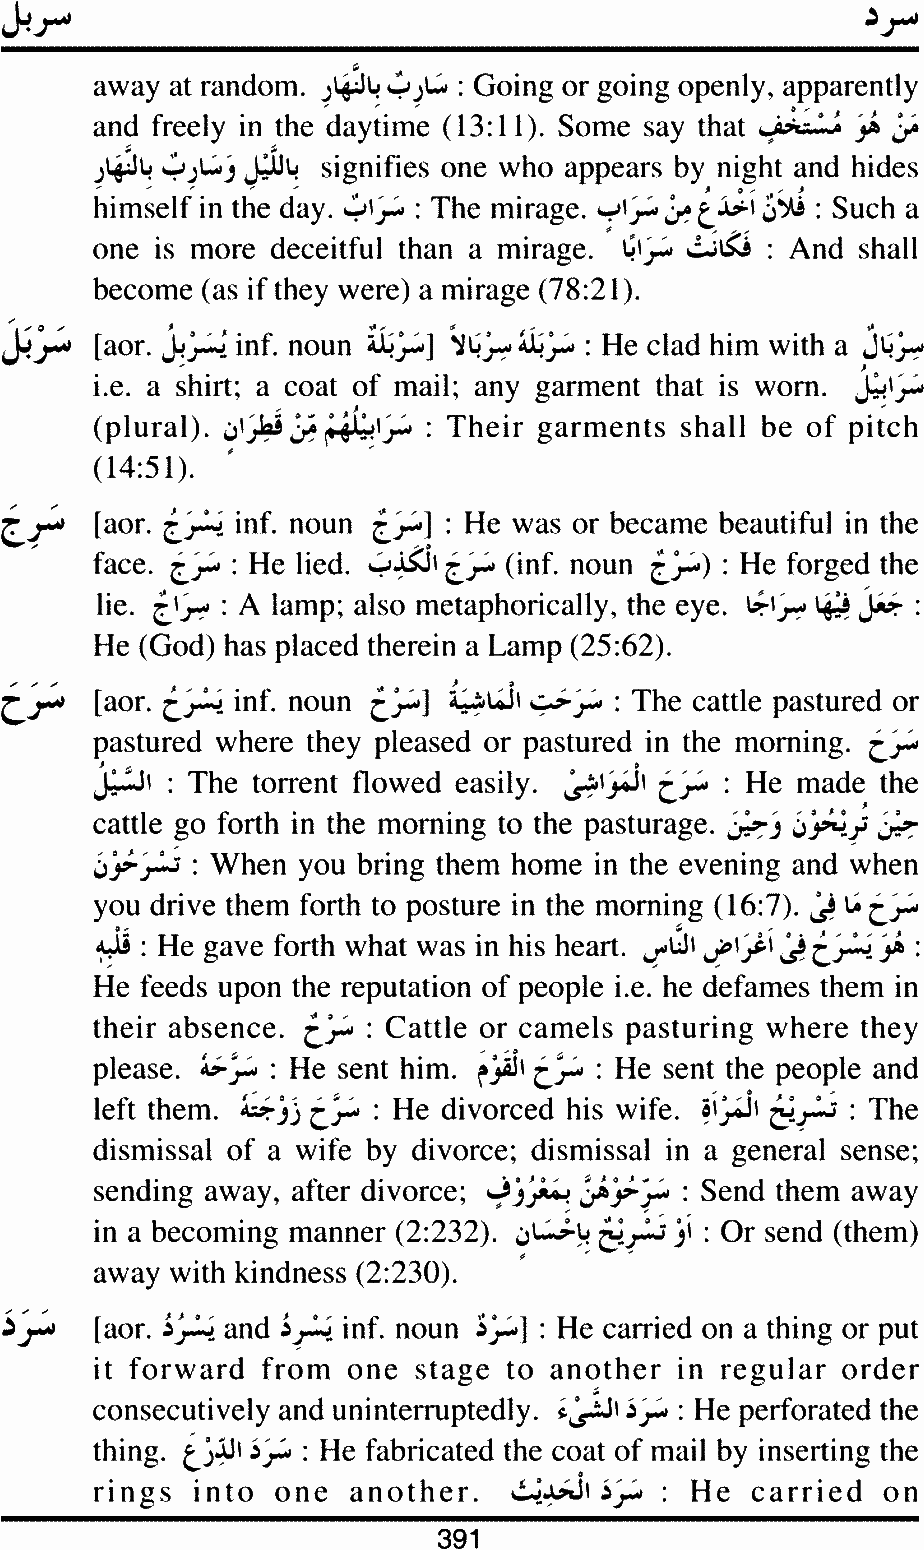 سربل سرد
away at random. سَارِبٌ بِالنَّهَارِ : Going or going openly, apparently
and freely in the daytime (13:11). Some say that مَنْ هُوَ مُسْتَخْفٍ
بِاللَّيْلِ وَسَارِبٌ بِالنَّهَارِ signifies one who appears by night and hides
himself in the day. سَرَابٌ : The mirage. فُلَانٌ اَخْدَعُ مِنْ سَرَابٍ : Such a
one is more deceitful than a mirage. فَكَانَتْ سَرَابًا : And shall
become (as if they were) a mirage (78:21).
سَرْبَلَ [aor. يُسَرْبِلُ inf. noun سَرْبَلَةٌ] سَرْبَلَهٗ سِرْبَالًا : He clad him with a سِرْبَالٌ
i.e. a shirt; a coat of mail; any garment that is worn. سَرَابِيْلُ
(plural). سَرَابِيْلُهُمْ مِّنْ قَطِرَانٍ : Their garments shall be of pitch
(14:51).
سَرِجَ [aor. يَسْرَجُ inf. noun سَرَجٌ] : He was or became beautiful in the
face. سَرَجَ : He lied. سَرَجَ الْكَذِبَ (inf. noun سَرْجٌ) : He forged the
lie. سِرَاجٌ : A lamp; also metaphorically, the eye. جَعَلَ فِيْهَا سِرَاجًا :
He (God) has placed therein a Lamp (25:62).
سَرَحَ [aor. يَسْرَحُ inf. noun سَرْحٌ] سَرَحَتِ الْمَاشِيَةُ : The cattle pastured or
pastured where they pleased or pastured in the morning. سَرَحَ
السَّيْلُ : The torrent flowed easily. سَرَحَ الْمَوَاشِىْ : He made the
cattle go forth in the morning to the pasturage. حِيْنَ تُرِيْحُوْنَ وَحِيْنَ
تَسْرَحُوْنَ : When you bring them home in the evening and when
you drive them forth to posture in the morning (16:7). سَرَحَ مَا فِىْ
قَلْبِهٖ : He gave forth what was in his heart. هُوَ يَسْرَحُ فِىْ اَعْرَاضِ النَّاسِ :
He feeds upon the reputation of people i.e. he defames them in
their absence. سَرْحٌ : Cattle or camels pasturing where they
please. سَرَّحَهٗ : He sent him. سَرَّحَ الْقَوْمَ : He sent the people and
left them. سَرَّحَ زَوْجَتَهٗ : He divorced his wife. تَسْرِيْحُ الْمَرْاَةِ : The
dismissal of a wife by divorce; dismissal in a general sense;
sending away, after divorce; سَرِّحُوْهُنَّ بِمَعْرُوْفٍ : Send them away
in a becoming manner (2:232). اَوْ تَسْرِيْحٌ بِاِحْسَانٍ : Or send (them)
away with kindness (2:230).
سَرَدَ [aor. يَسْرُدُ and يَسْرِدُ inf. noun سَرْدٌ] : He carried on a thing or put
it forward from one stage to another in regular order
consecutively and uninterruptedly. سَرَدَ الشَّىْءَ : He perforated the
thing. سَرَدَ الدِّرْعَ : He fabricated the coat of mail by inserting the
rings into one another. سَرَدَ الْحَدِيْثَ : He carried on
391